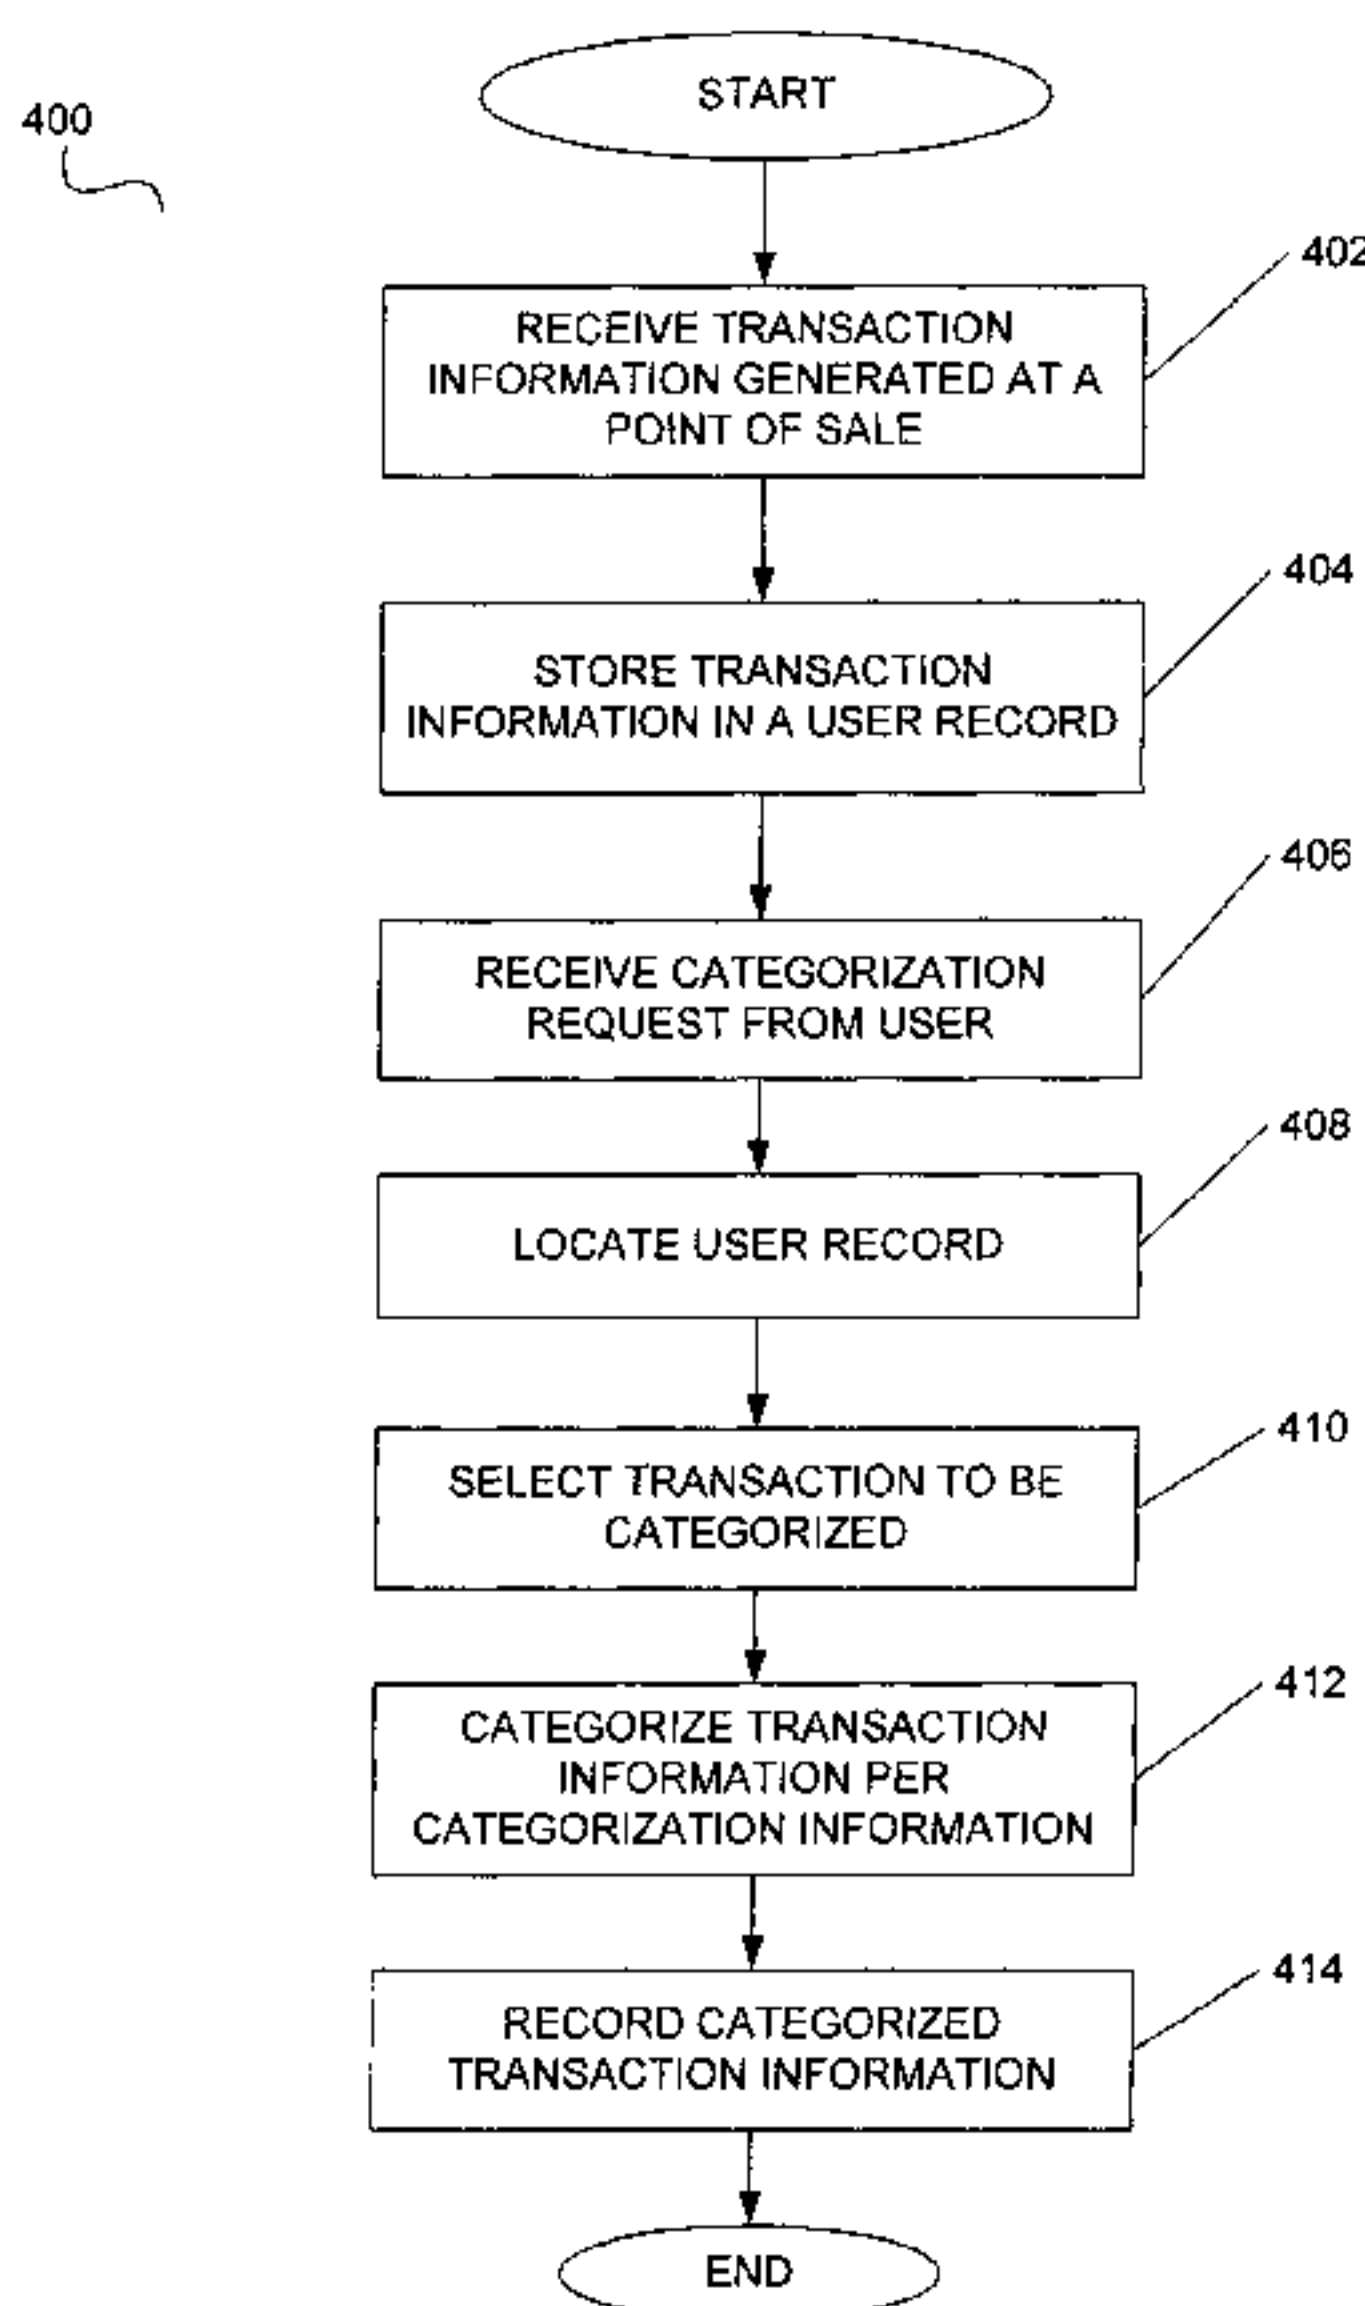 400
START
402
RECEIVE TRANSACTION
INFORMATION GENERATED AT A
POINT OF SALE
404
STORE TRANSACTION
INFORMATION IN A USER RECORD
406
RECEIVE CATEGORIZATION
REQUEST FROM USER
408
LOCATE USER RECORD
410
SELECT TRANSACTION TO BE
CATEGORIZED
412
CATEGORIZE TRANSACTION
INFORMATION PER
CATEGORIZATION INFORMATION
414
RECORD CATEGORIZED
TRANSACTION INFORMATION
END